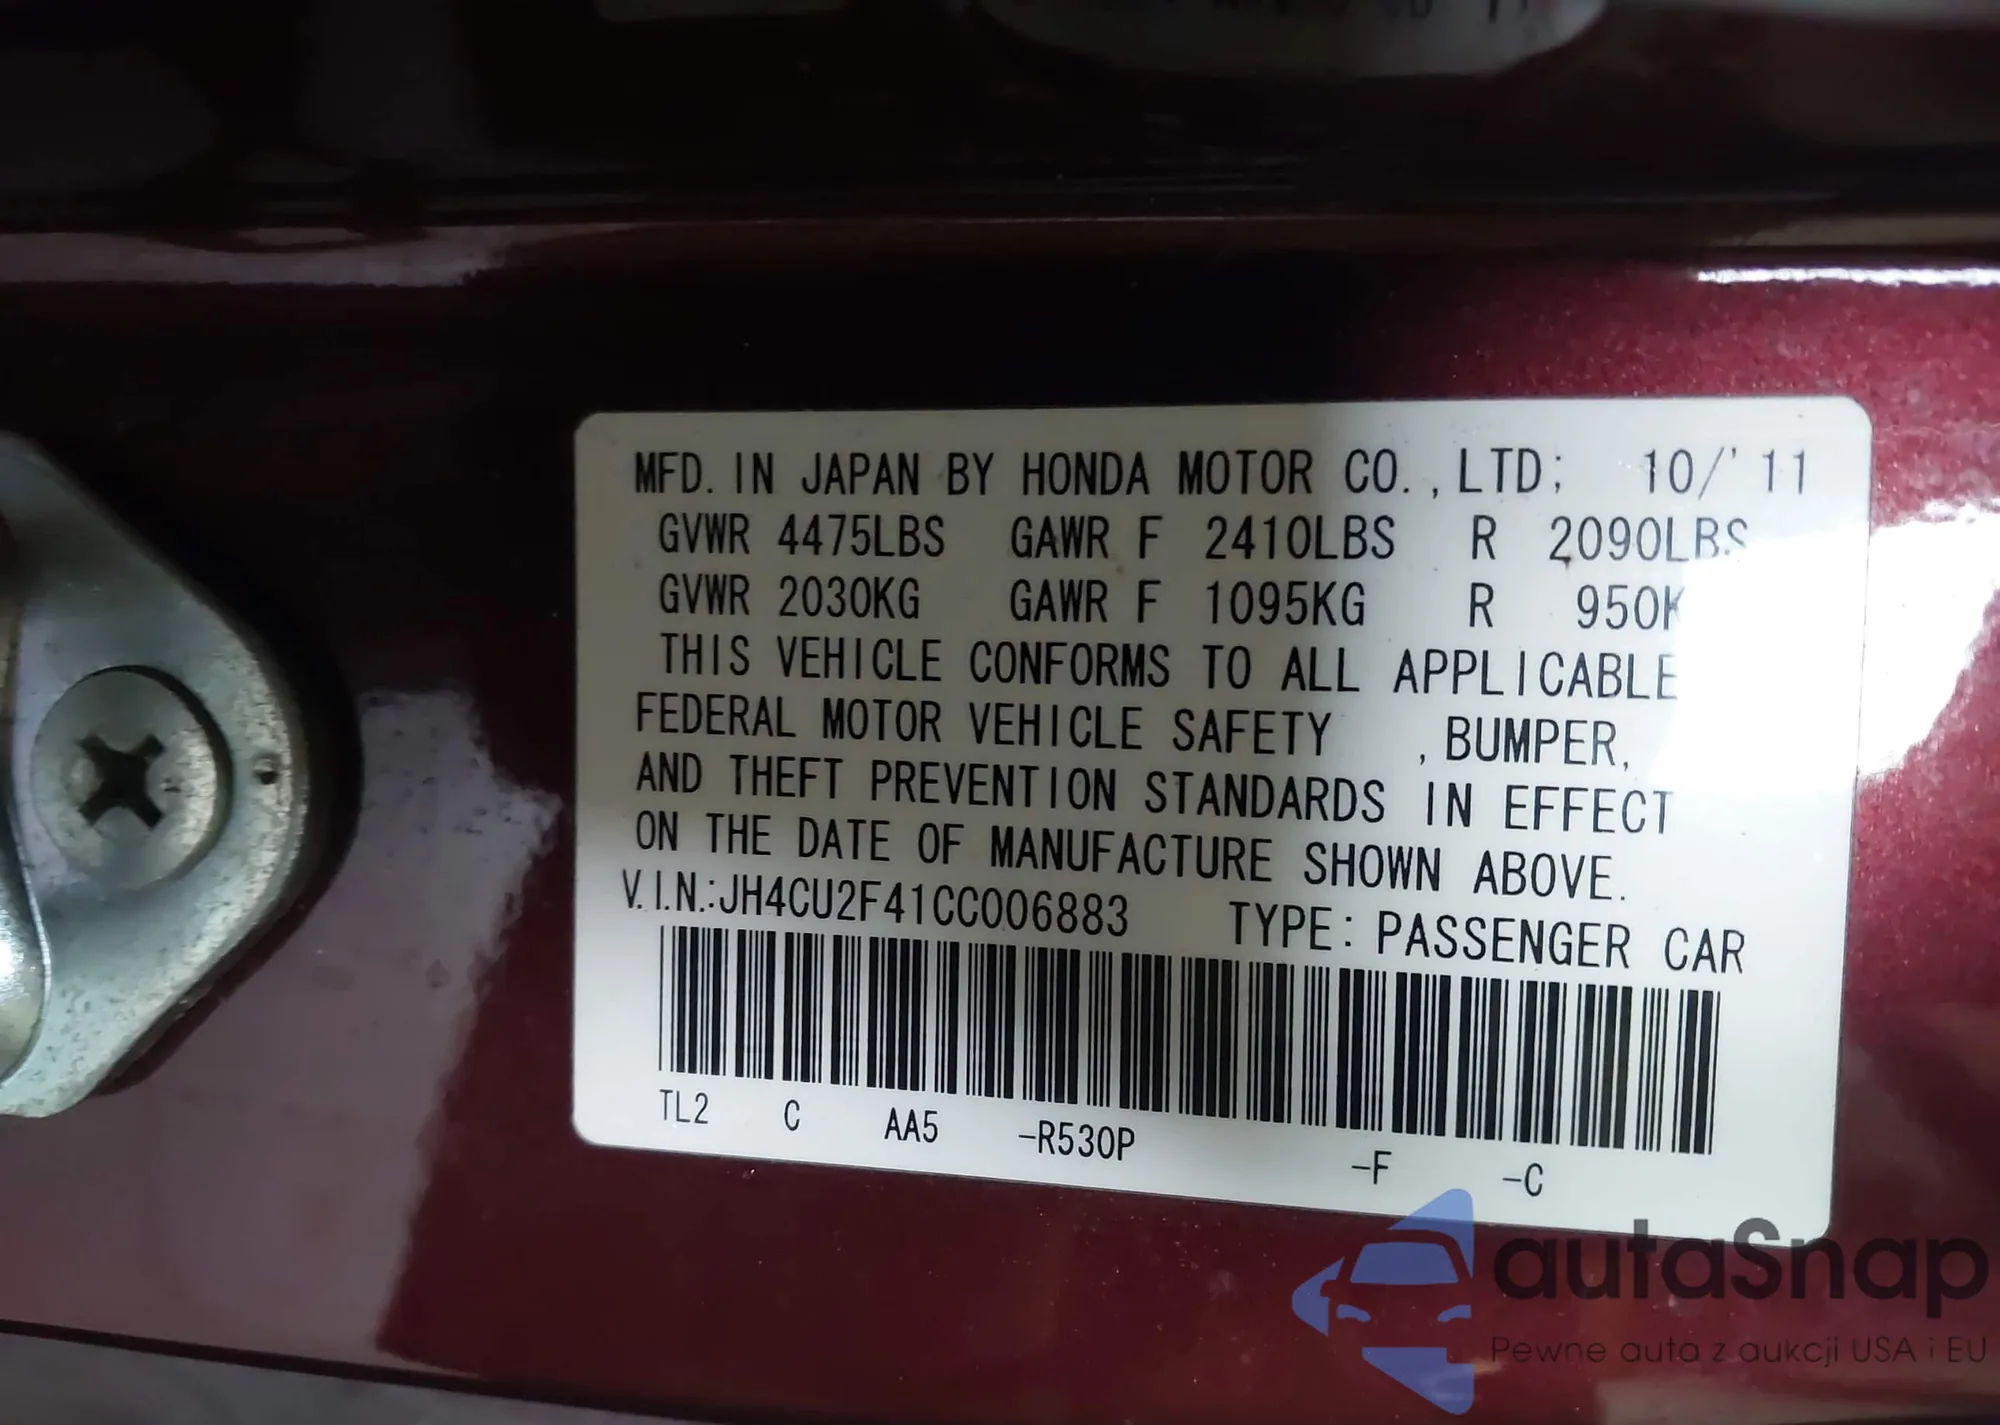 MFD. IN JAPAN BY HONDA MOTOR CO.,LTD; 10/'11
GVWR 4475LBS GAWR F 2410LBS R 2090LBS
GVWR 2030KG GAWR F 1095KG R 950K
THIS VEHICLE CONFORMS TO ALL APPLICABLE
FEDERAL MOTOR VEHICLE SAFETY , BUMPER,
AND THEFT PREVENTION STANDARDS IN EFFECT
ON THE DATE OF MANUFACTURE SHOWN ABOVE.
V.I.N.:JH4CU2F41CC006883 TYPE: PASSENGER CAR
TL2 C AA5 -R530P -F -C
autaSnap
Pewne auta z aukcji USA i EU